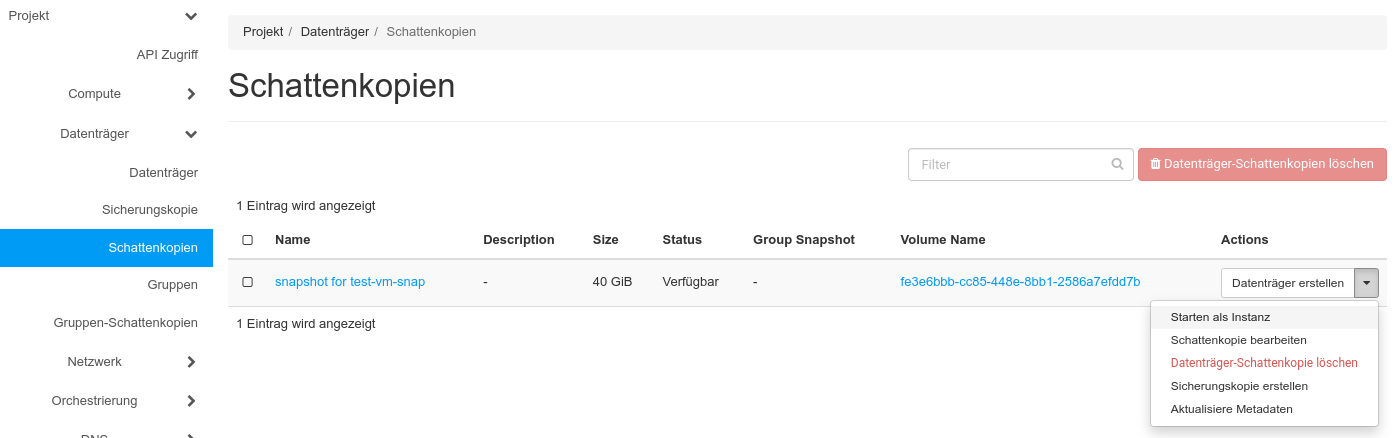 Projekt
API Zugriff
Compute
Datenträger
Datenträger
Sicherungskopie
Schattenkopien
Gruppen
Gruppen-Schattenkopien
Netzwerk
Orchestrierung
DNS
Projekt / Datenträger / Schattenkopien
Schattenkopien
Filter Datenträger-Schattenkopien löschen
1 Eintrag wird angezeigt
Name Description Size Status Group Snapshot Volume Name Actions
snapshot for test-vm-snap - 40 GiB Verfügbar - fe3e6bbb-cc85-448e-8bb1-2586a7efdd7b Datenträger erstellen
1 Eintrag wird angezeigt
Starten als Instanz
Schattenkopie bearbeiten
Datenträger-Schattenkopie löschen
Sicherungskopie erstellen
Aktualisiere Metadaten